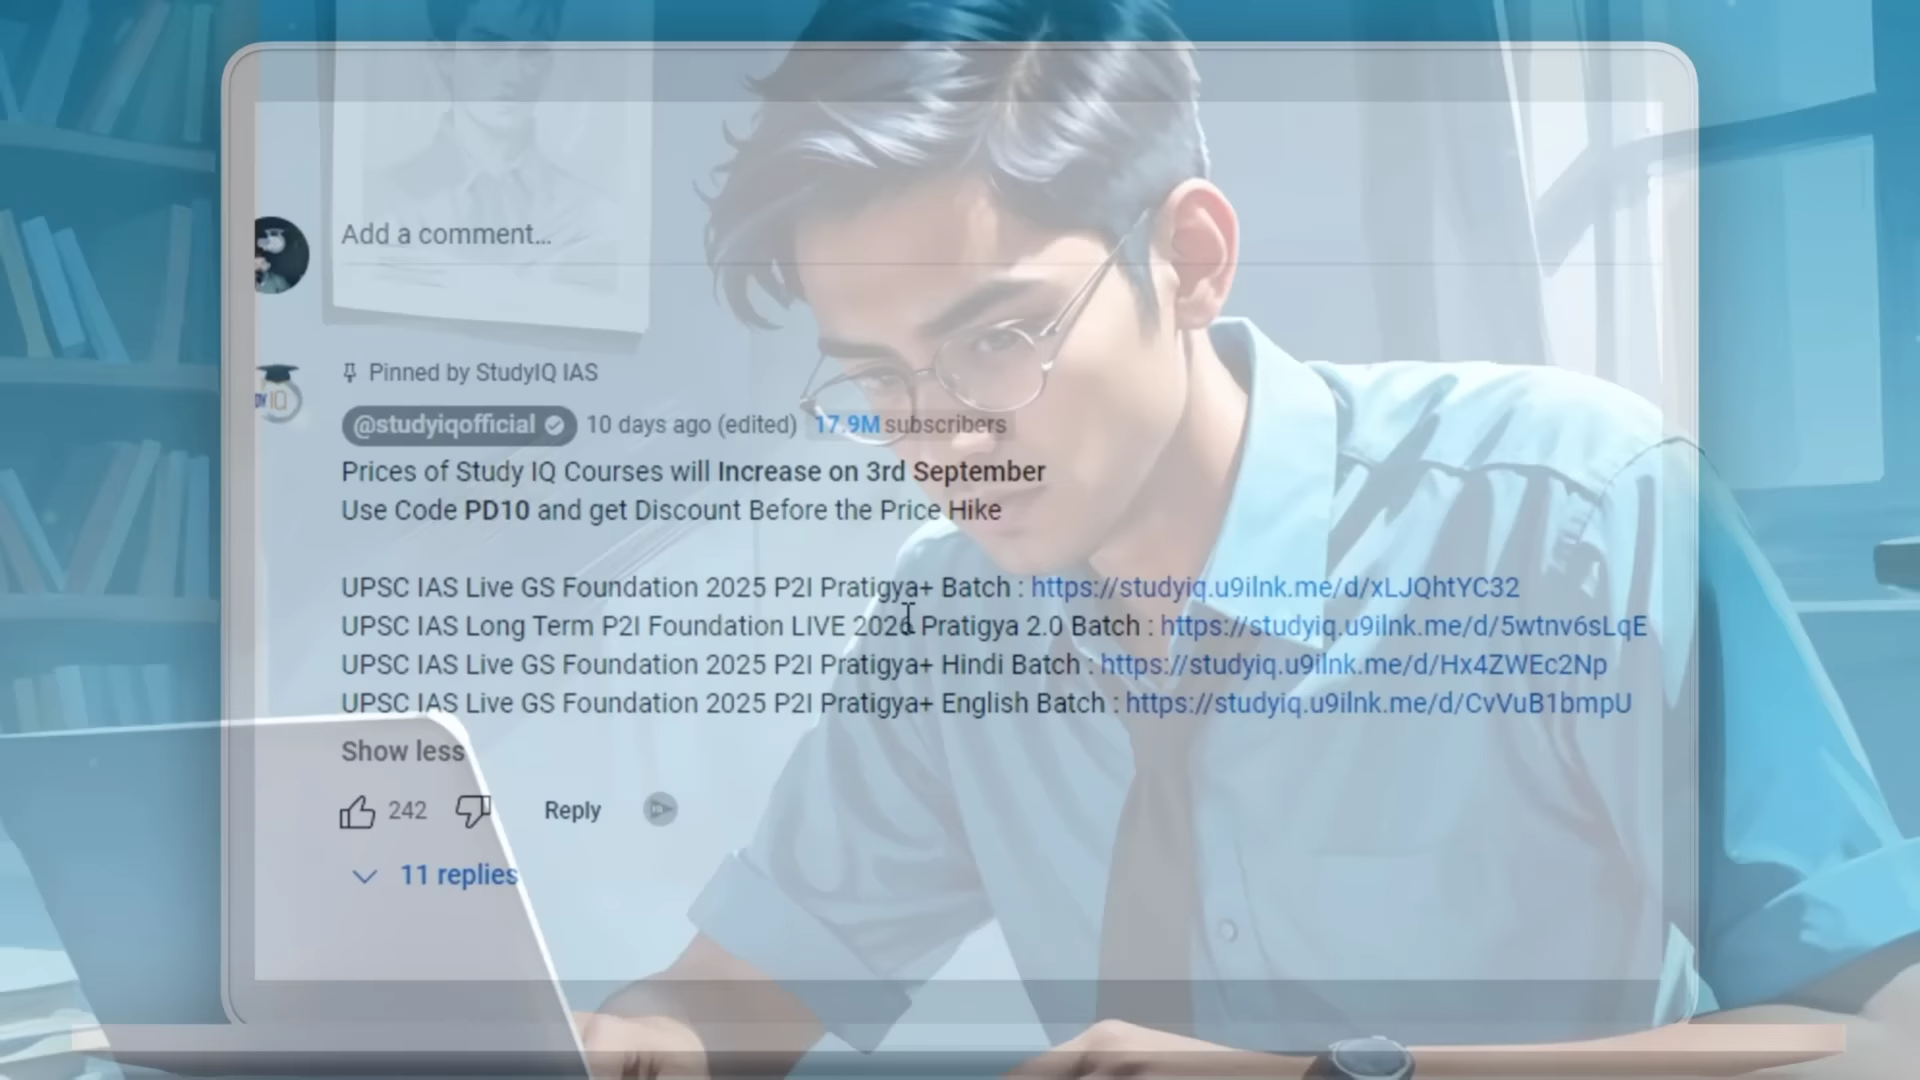 Add a comment...
Pinned by StudyIQ IAS
@studyiqofficial 10 days ago (edited) 17.9M subscribers
Prices of Study IQ Courses will Increase on 3rd September
Use Code PD10 and get Discount Before the Price Hike
UPSC IAS Live GS Foundation 2025 P2I Pratigya+ Batch : https://studyiq.u9ilnk.me/d/xLJQhtYC32
UPSC IAS Long Term P2I Foundation LIVE 2026 Pratigya 2.0 Batch : https://studyiq.u9ilnk.me/d/5wtnv6sLqE
UPSC IAS Live GS Foundation 2025 P2I Pratigya+ Hindi Batch : https://studyiq.u9ilnk.me/d/Hx4ZWEc2Np
UPSC IAS Live GS Foundation 2025 P2I Pratigya+ English Batch : https://studyiq.u9ilnk.me/d/CvVuB1bmpU
Show less
242 Reply
11 replies